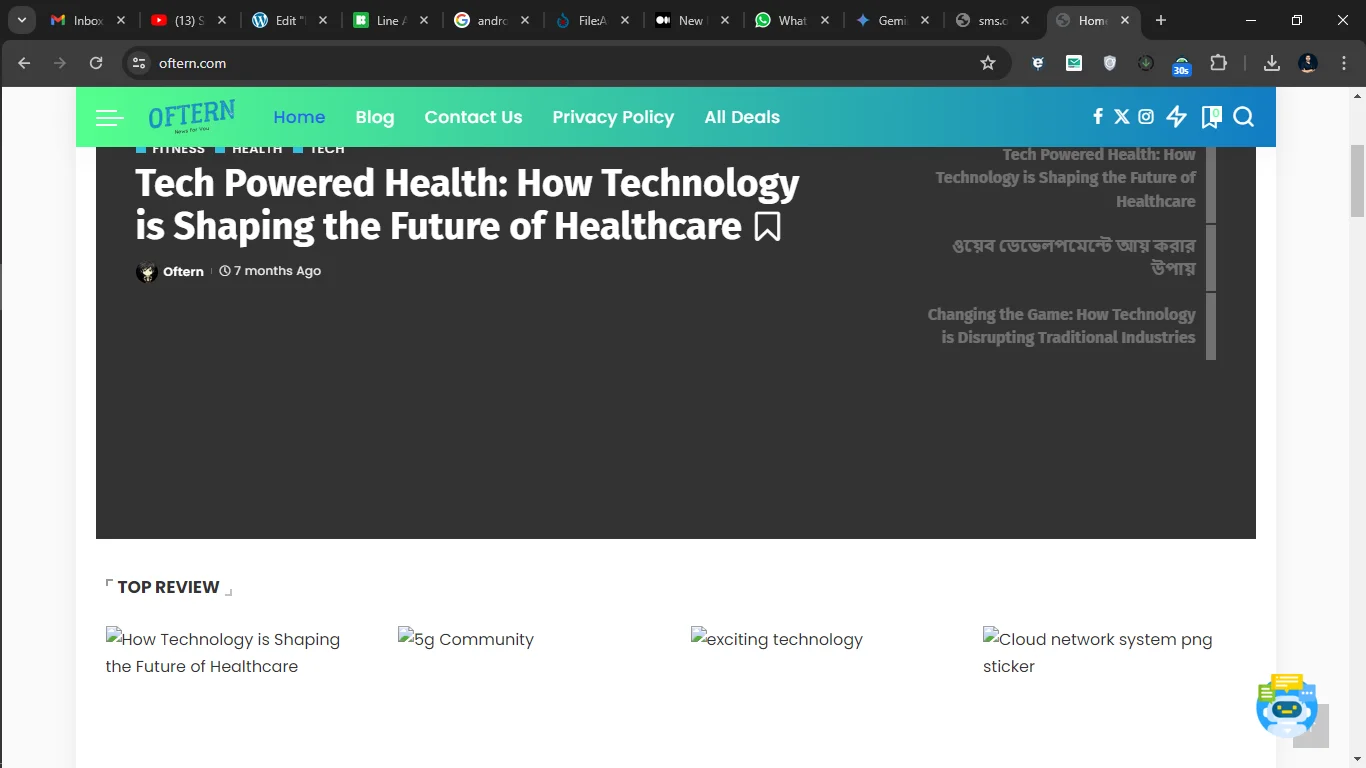 Inbox
(13) S
Edit "
Line A
andro
File:A
New
What
Gemi
sms.o
Home
oftern.com
30s
OFTERN
News For You
Home
Blog
Contact Us
Privacy Policy
All Deals
0
FITNESS
HEALTH
TECH
Tech Powered Health: How Technology
is Shaping the Future of Healthcare
Oftern
7 months Ago
Tech Powered Health: How
Technology is Shaping the Future of
Healthcare
ওয়েব ডেভেলপমেন্টে আয় করার
উপায়
Changing the Game: How Technology
is Disrupting Traditional Industries
TOP REVIEW
How Technology is Shaping
the Future of Healthcare
5g Community
exciting technology
Cloud network system png
sticker